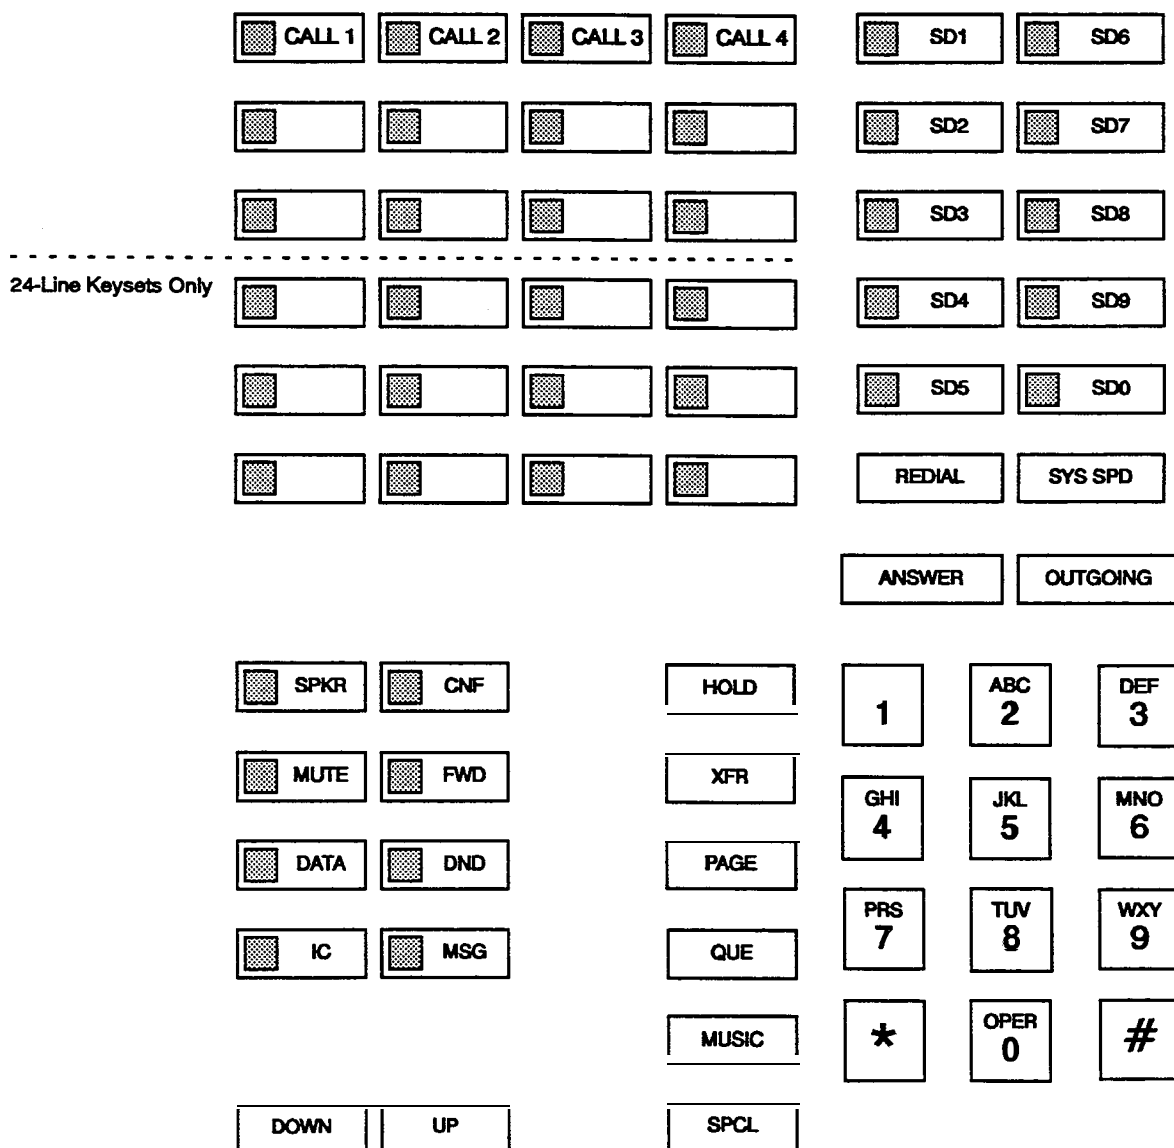 CALL 1 CALL 2 CALL 3 CALL 4 SD1 SD6
SD2 SD7
SD3 SD8
24-Line Keysets Only
SD4 SD9
SD5 SD0
REDIAL SYS SPD
ANSWER OUTGOING
SPKR CNF HOLD
1 ABC 2 DEF 3
MUTE FWD XFR
GHI 4 JKL 5 MNO 6
DATA DND PAGE
PRS 7 TUV 8 WXY 9
IC MSG QUE
MUSIC
* OPER 0 #
DOWN UP SPCL